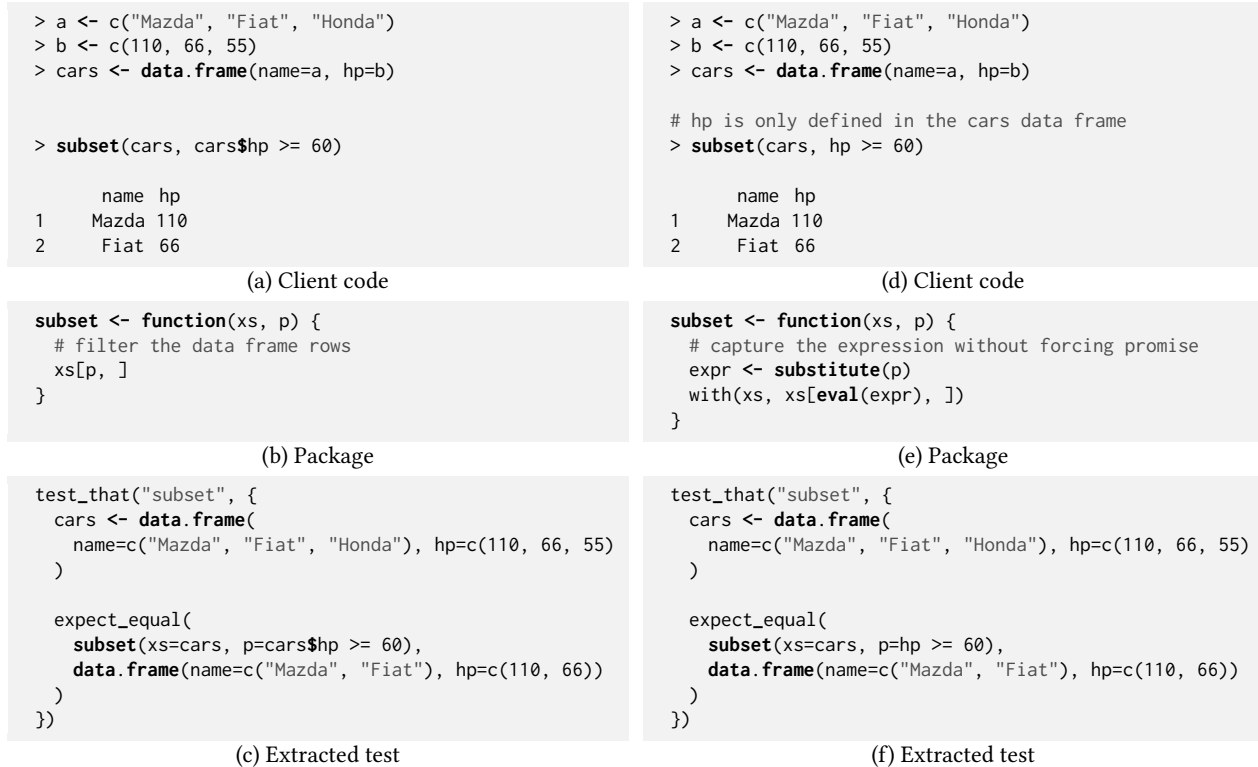 > a <- c("Mazda", "Fiat", "Honda")
> b <- c(110, 66, 55)
> cars <- data.frame(name=a, hp=b)
> subset(cars, cars$hp >= 60)
name hp
1 Mazda 110
2 Fiat 66
(a) Client code
subset <- function(xs, p) {
# filter the data frame rows
xs[p, ]
}
(b) Package
test_that("subset", {
cars <- data.frame(
name=c("Mazda", "Fiat", "Honda"), hp=c(110, 66, 55)
)
expect_equal(
subset(xs=cars, p=cars$hp >= 60),
data.frame(name=c("Mazda", "Fiat"), hp=c(110, 66))
)
})
(c) Extracted test
> a <- c("Mazda", "Fiat", "Honda")
> b <- c(110, 66, 55)
> cars <- data.frame(name=a, hp=b)
# hp is only defined in the cars data frame
> subset(cars, hp >= 60)
name hp
1 Mazda 110
2 Fiat 66
(d) Client code
subset <- function(xs, p) {
# capture the expression without forcing promise
expr <- substitute(p)
with(xs, xs[eval(expr), ])
}
(e) Package
test_that("subset", {
cars <- data.frame(
name=c("Mazda", "Fiat", "Honda"), hp=c(110, 66, 55)
)
expect_equal(
subset(xs=cars, p=hp >= 60),
data.frame(name=c("Mazda", "Fiat"), hp=c(110, 66))
)
})
(f) Extracted test